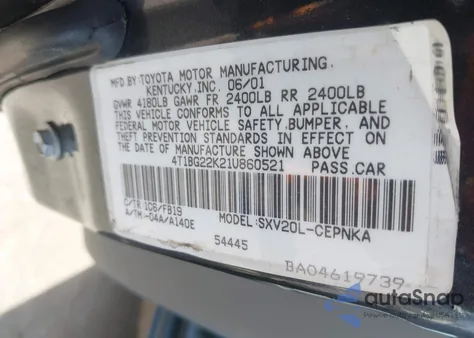 MFD. BY: TOYOTA MOTOR MANUFACTURING.
KENTUCKY, INC. 06/01
GVWR 4180LB GAWR FR 2400LB RR 2400LB
THIS VEHICLE CONFORMS TO ALL APPLICABLE
FEDERAL MOTOR VEHICLE SAFETY, BUMPER, AND
THEFT PREVENTION STANDARDS IN EFFECT ON
THE DATE OF MANUFACTURE SHOWN ABOVE
4T1BG22K21U860521 PASS.CAR
C/TR:1C6/FB19
A/TM:-04A/A140E
MODEL:SXV20L-CEPNKA
54445
BA04619739
autoSnap